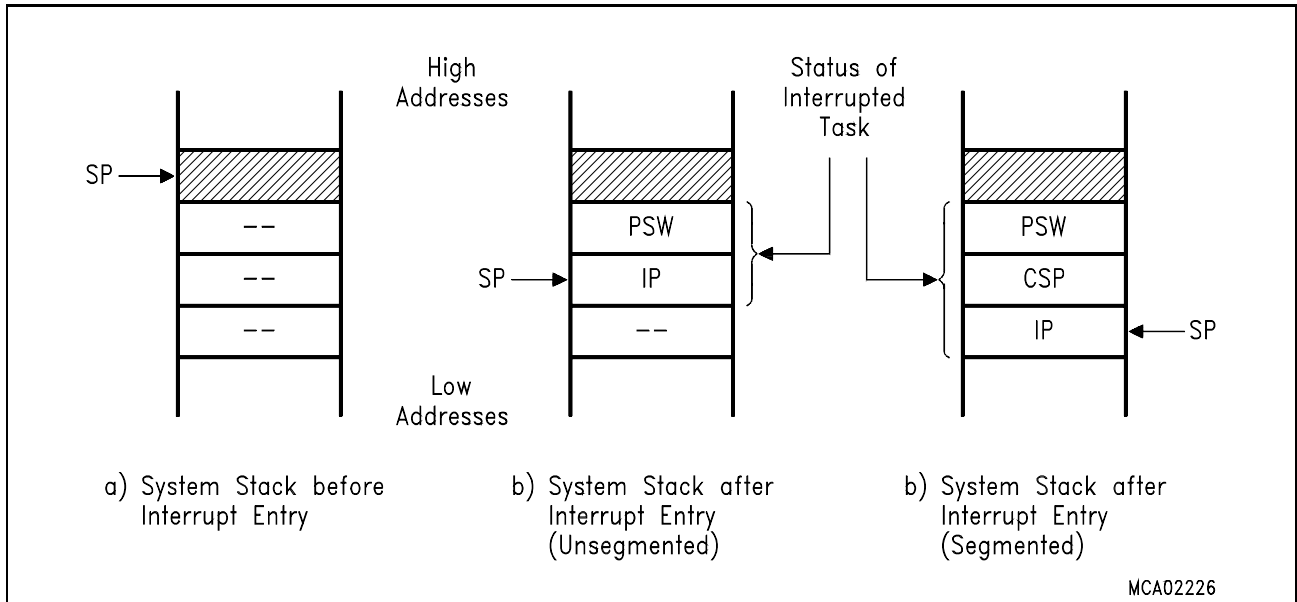 High
Addresses
Status of
Interrupted
Task
SP
--
--
--
SP
PSW
IP
--
PSW
CSP
IP
SP
Low
Addresses
a) System Stack before
Interrupt Entry
b) System Stack after
Interrupt Entry
(Unsegmented)
b) System Stack after
Interrupt Entry
(Segmented)
MCA02226